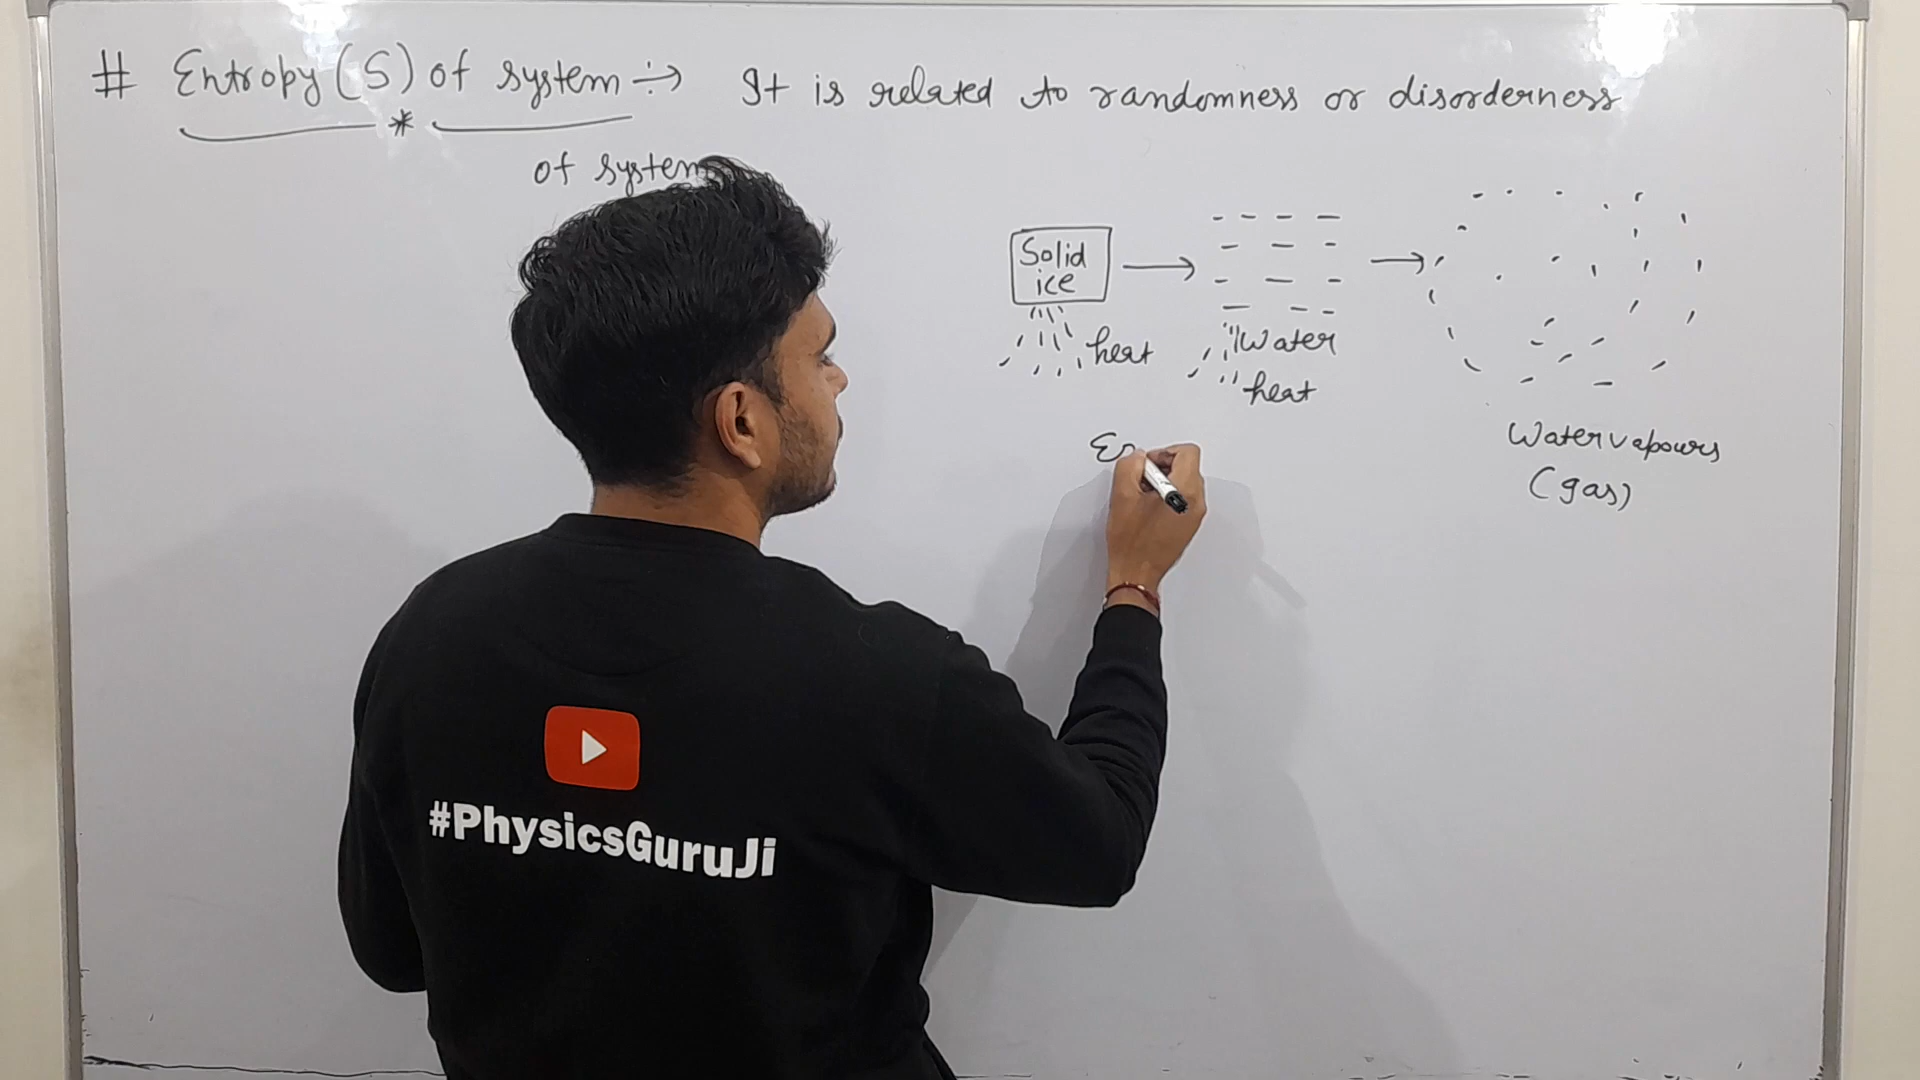 # Entropy (S) of system ÷→ It is related to randomness or disorderness
of system
Solid
ice
heat
Water
heat
Water vapours
(gas)
#PhysicsGuruJi